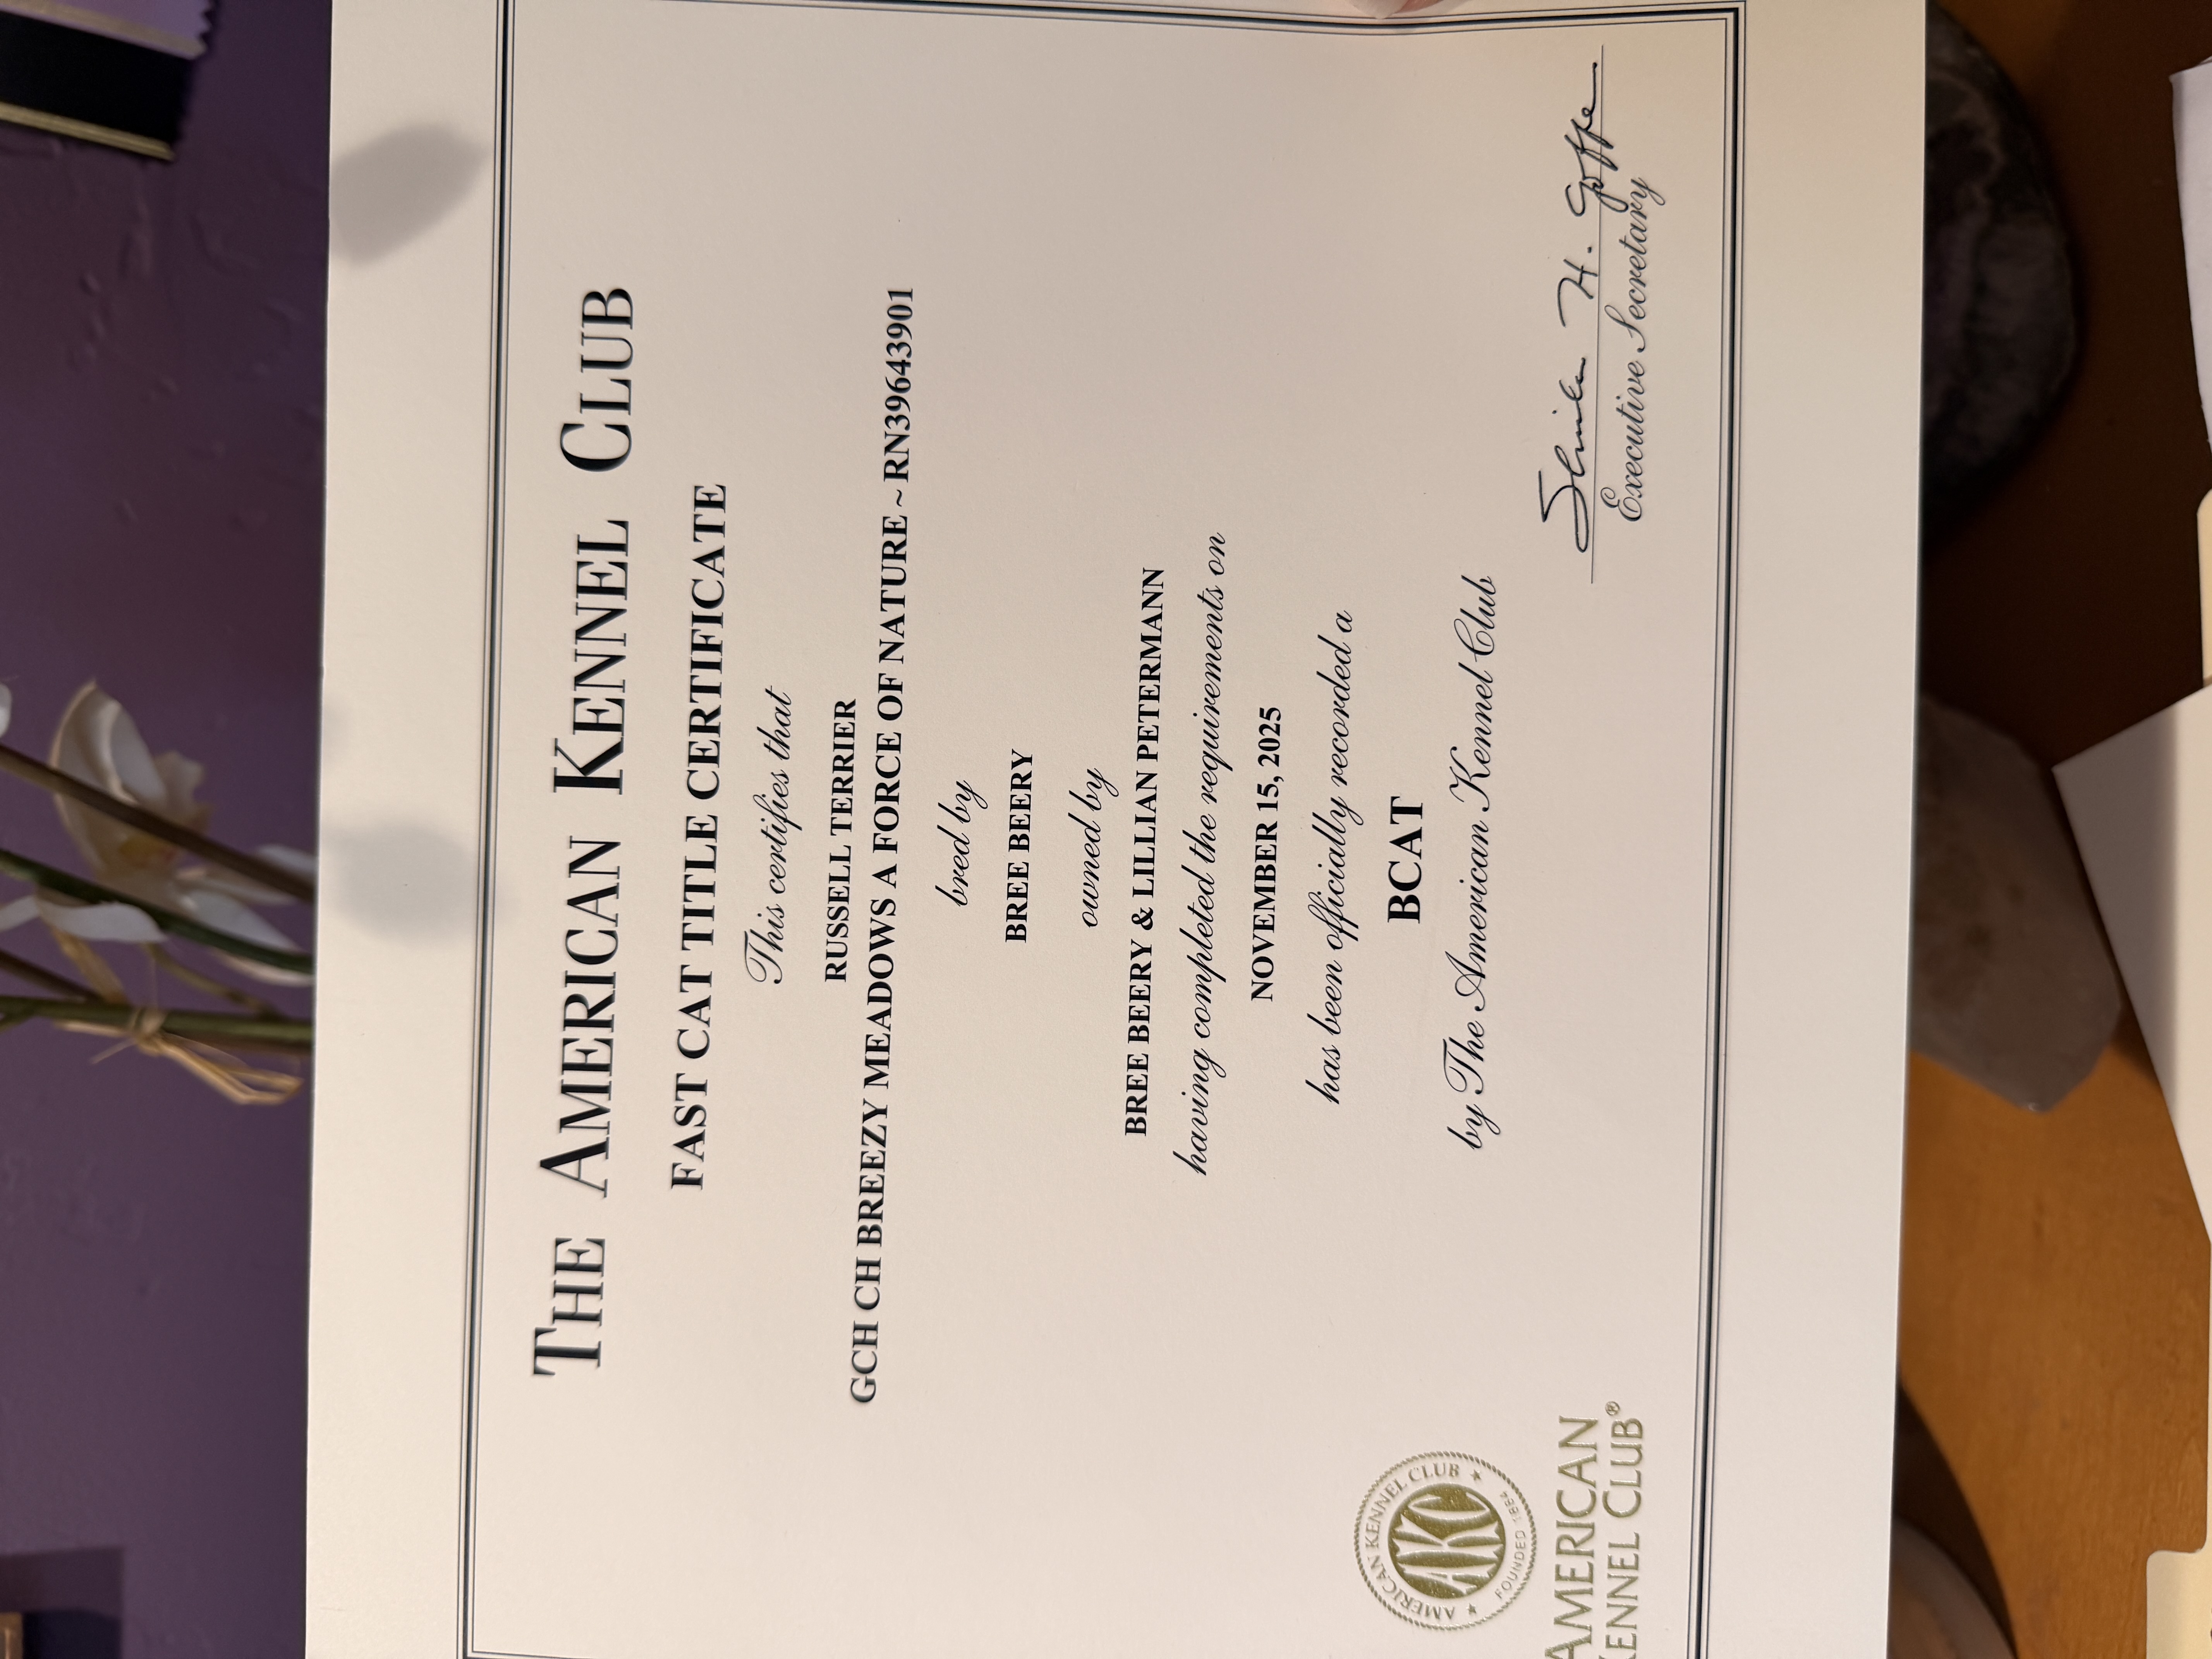 THE AMERICAN KENNEL CLUB
FAST CAT TITLE CERTIFICATE
This certifies that
RUSSELL TERRIER
GCH CH BREEZY MEADOWS A FORCE OF NATURE ~ RN39643901
bred by
BREE BEERY
owned by
BREE BEERY & LILLIAN PETERMANN
having completed the requirements on
NOVEMBER 15, 2025
has been officially recorded a
BCAT
by The American Kennel Club
AMERICAN KENNEL CLUB
AKC
FOUNDED 1884
AMERICAN
KENNEL CLUB®
H. Goffe
Executive Secretary